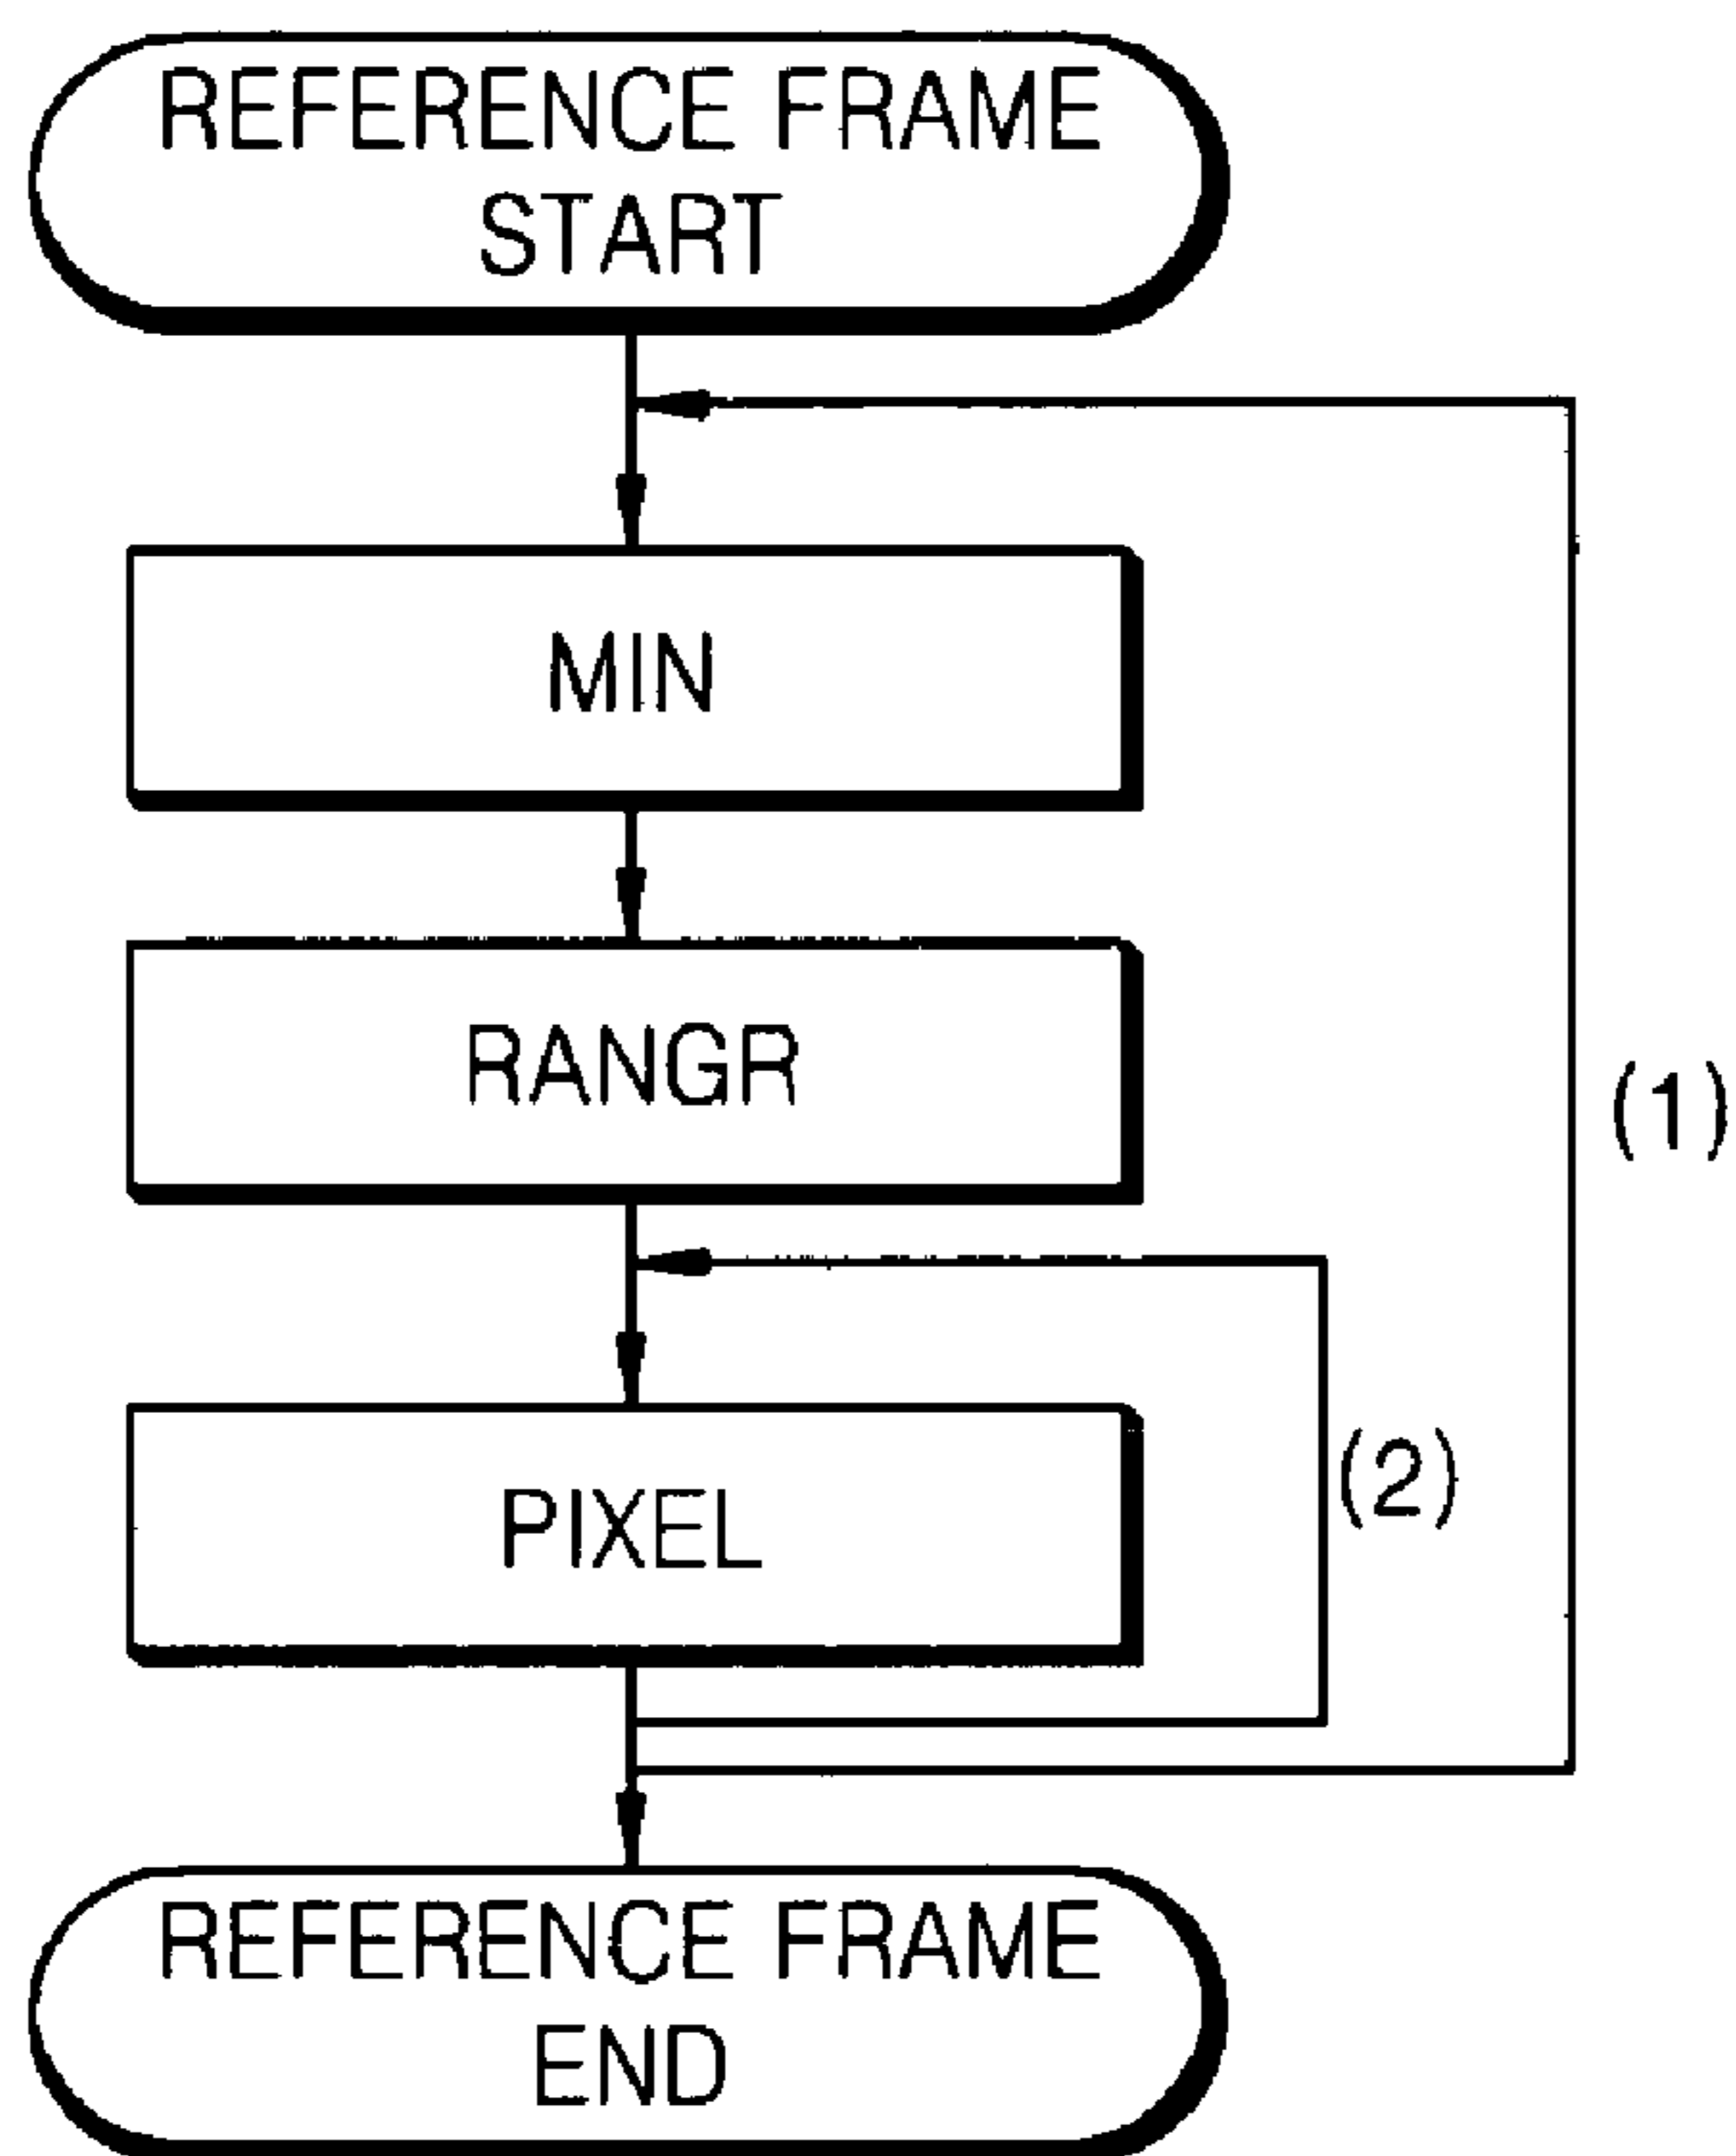 REFERENCE FRAME
START
MIN
RANGR
(1)
PIXEL
(2)
REFERENCE FRAME
END